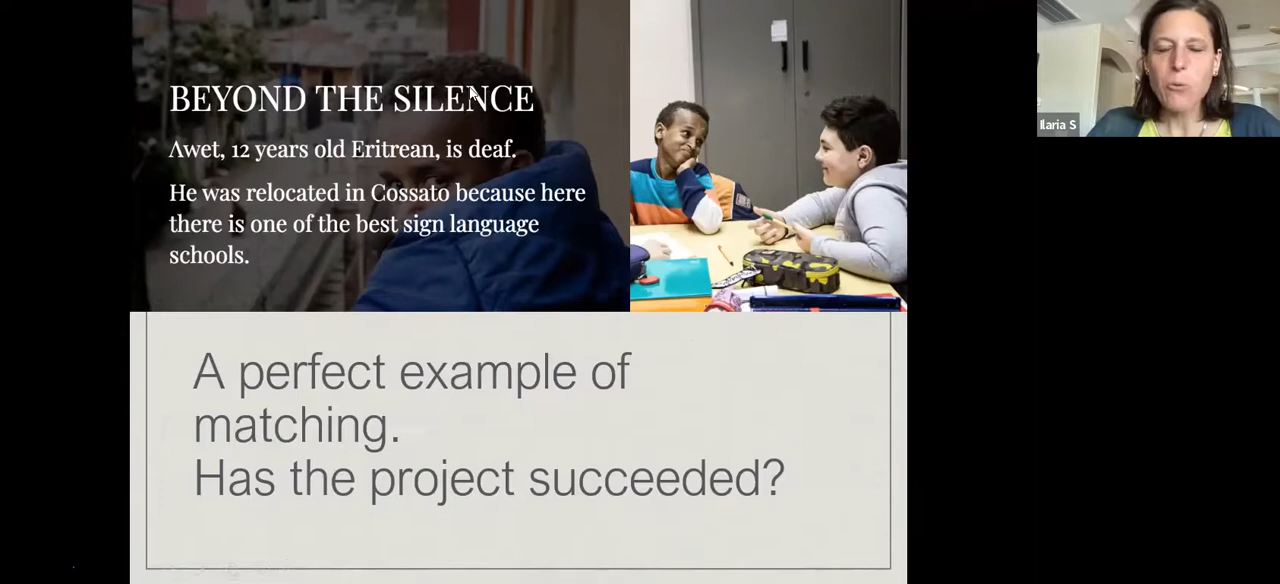 BEYOND THE SILENCE
Awet, 12 years old Eritrean, is deaf.
He was relocated in Cossato because here
there is one of the best sign language
schools.
A perfect example of
matching.
Has the project succeeded?
Ilaria S